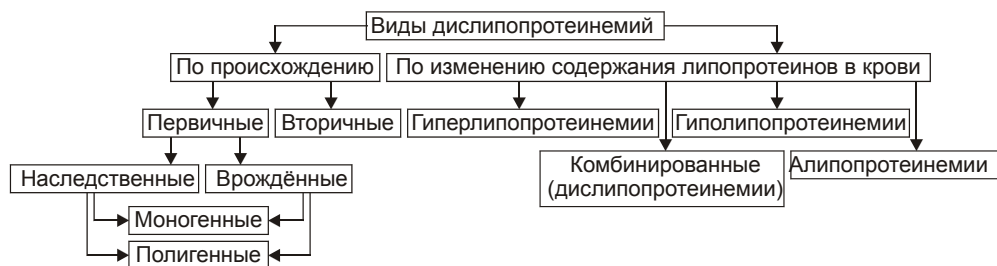 Виды дислипопротеинемий
По происхождению
По изменению содержания липопротеинов в крови
Первичные
Вторичные
Гиперлипопротеинемии
Гиполипопротеинемии
Наследственные
Врождённые
Комбинированные
(дислипопротеинемии)
Алипопротеинемии
Моногенные
Полигенные